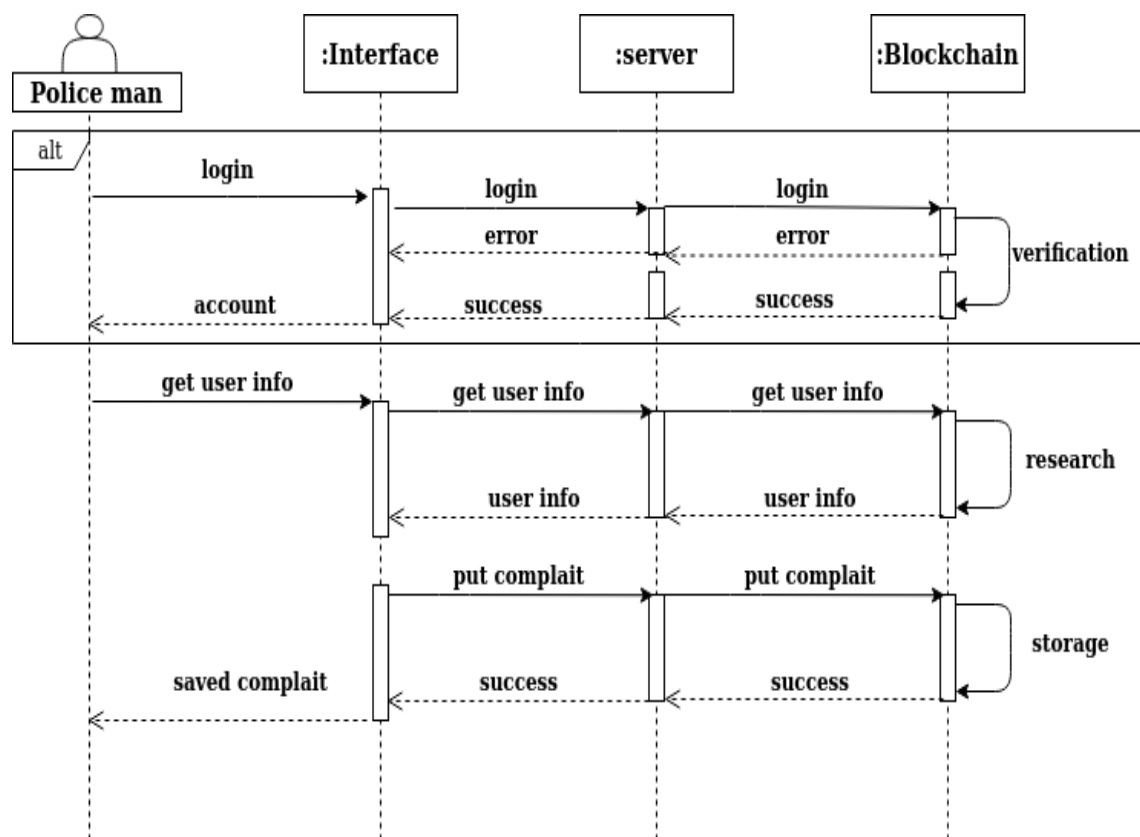 Police man
:Interface
:server
:Blockchain
alt
login
login
login
error
error
verification
account
success
success
get user info
get user info
get user info
research
user info
user info
put complait
put complait
storage
saved complait
success
success